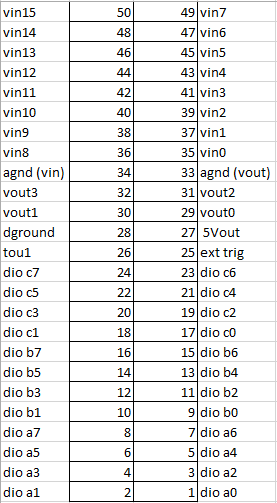 vin15 50 49 vin7
vin14 48 47 vin6
vin13 46 45 vin5
vin12 44 43 vin4
vin11 42 41 vin3
vin10 40 39 vin2
vin9 38 37 vin1
vin8 36 35 vin0
agnd (vin) 34 33 agnd (vout)
vout3 32 31 vout2
vout1 30 29 vout0
dground 28 27 5Vout
tou1 26 25 ext trig
dio c7 24 23 dio c6
dio c5 22 21 dio c4
dio c3 20 19 dio c2
dio c1 18 17 dio c0
dio b7 16 15 dio b6
dio b5 14 13 dio b4
dio b3 12 11 dio b2
dio b1 10 9 dio b0
dio a7 8 7 dio a6
dio a5 6 5 dio a4
dio a3 4 3 dio a2
dio a1 2 1 dio a0